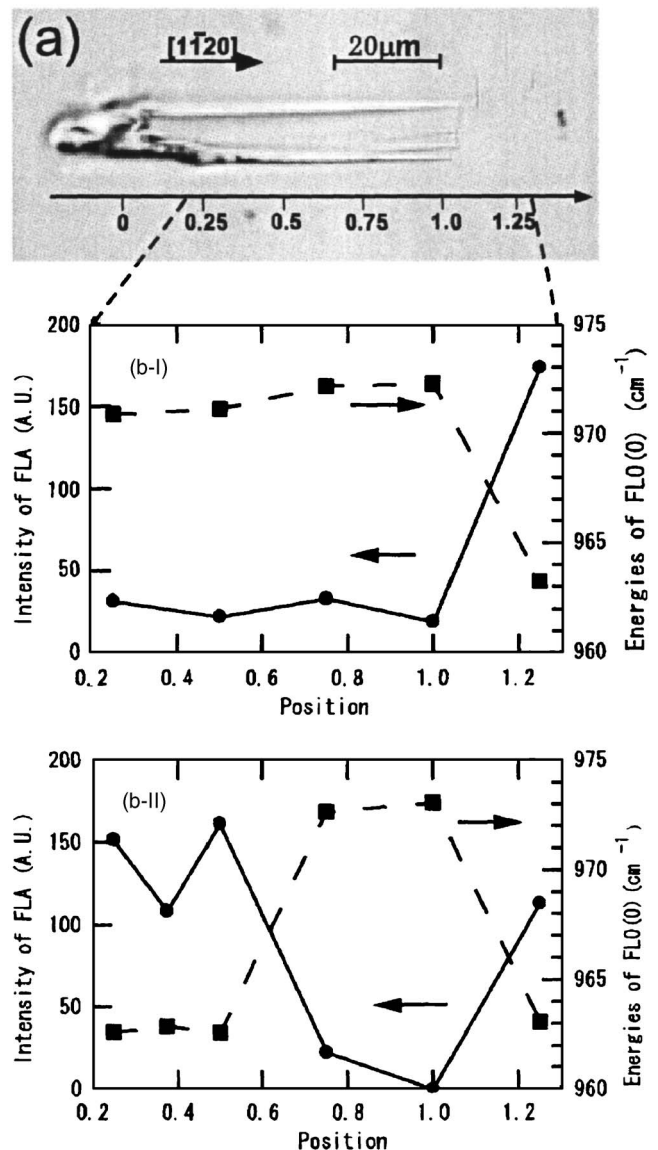 (a)
[11̄20]
20μm
0 0.25 0.5 0.75 1.0 1.25
200
150
100
50
0
Intensity of FLA (A.U.)
(b-I)
975
970
965
960
Energies of FLO(0) (cm⁻¹)
0.2 0.4 0.6 0.8 1.0 1.2
Position
200
150
100
50
0
Intensity of FLA (A.U.)
(b-II)
975
970
965
960
Energies of FLO(0) (cm⁻¹)
0.2 0.4 0.6 0.8 1.0 1.2
Position